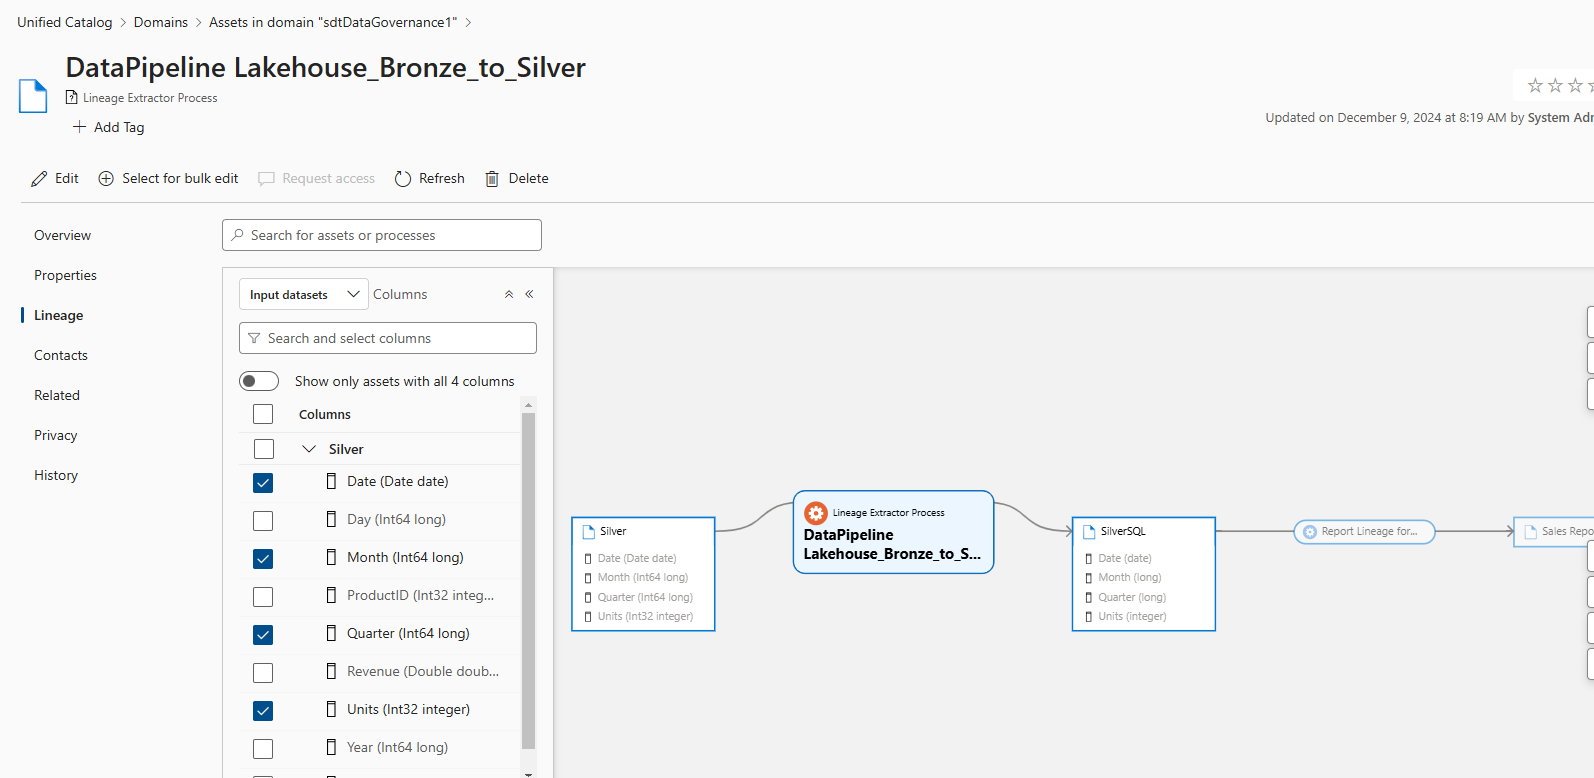 Unified Catalog > Domains > Assets in domain "sdtDataGovernance1" >
DataPipeline Lakehouse_Bronze_to_Silver
Lineage Extractor Process
Add Tag
Updated on December 9, 2024 at 8:19 AM by System
Edit
Select for bulk edit
Request access
Refresh
Delete
Overview
Properties
Lineage
Contacts
Related
Privacy
History
Search for assets or processes
Input datasets
Columns
Search and select columns
Show only assets with all 4 columns
Columns
Silver
Date (Date date)
Day (Int64 long)
Month (Int64 long)
ProductID (Int32 integ...
Quarter (Int64 long)
Revenue (Double doub...
Units (Int32 integer)
Year (Int64 long)
Silver
Date (Date date)
Month (Int64 long)
Quarter (Int64 long)
Units (Int32 integer)
Lineage Extractor Process
DataPipeline
Lakehouse_Bronze_to_S...
SilverSQL
Date (date)
Month (long)
Quarter (long)
Units (integer)
Report Lineage for...
Sales